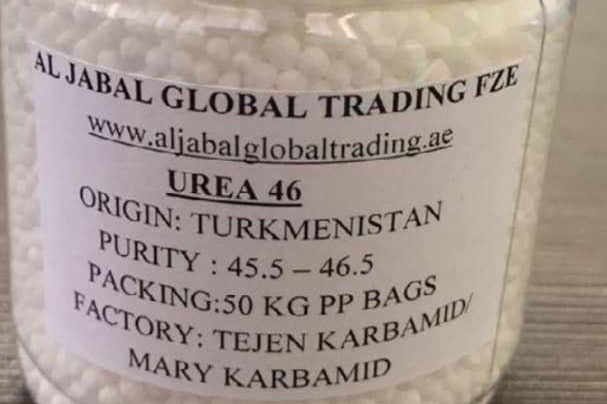 AL JABAL GLOBAL TRADING FZE
www.aljabalglobaltrading.ae
UREA 46
ORIGIN: TURKMENISTAN
PURITY : 45.5 – 46.5
PACKING:50 KG PP BAGS
FACTORY: TEJEN KARBAMID/
MARY KARBAMID